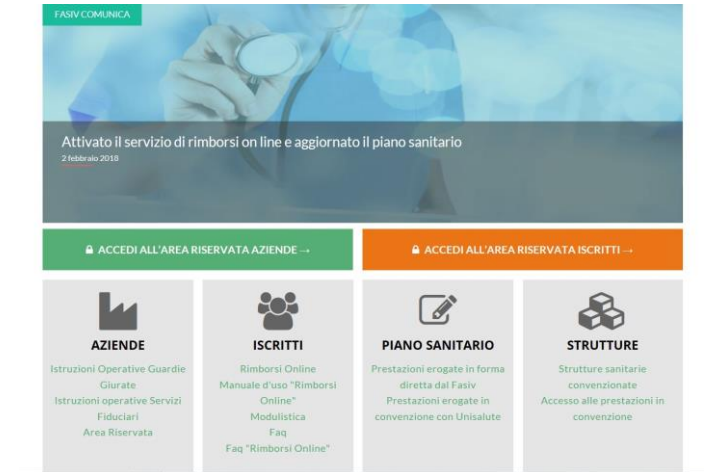 FASIV COMUNICA
Attivato il servizio di rimborsi on line e aggiornato il piano sanitario
2 febbraio 2018
ACCEDI ALL'AREA RISERVATA AZIENDE →
ACCEDI ALL'AREA RISERVATA ISCRITTI →
AZIENDE
Istruzioni Operative Guardie
Giurate
Istruzioni operative Servizi
Fiduciari
Area Riservata
ISCRITTI
Rimborsi Online
Manuale d'uso "Rimborsi
Online"
Modulistica
Faq
Faq "Rimborsi Online"
PIANO SANITARIO
Prestazioni erogate in forma
diretta dal Fasiv
Prestazioni erogate in
convenzione con Unisalute
STRUTTURE
Strutture sanitarie
convenzionate
Accesso alle prestazioni in
convenzione